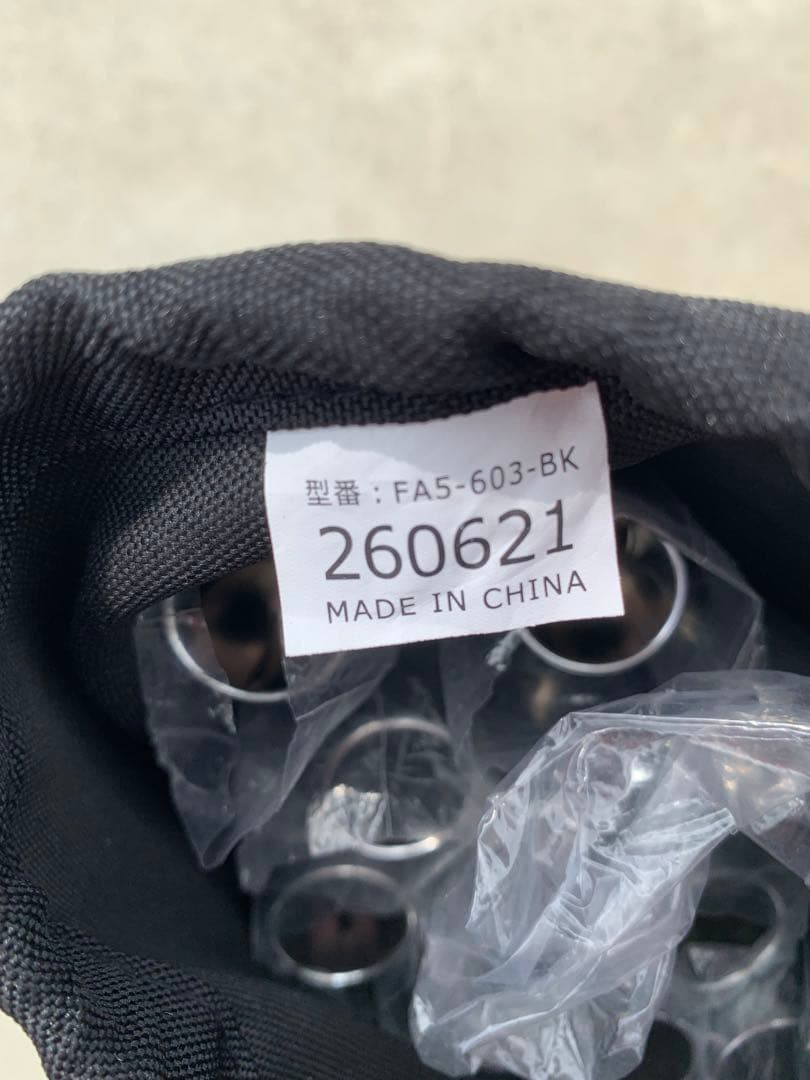 型番 : FA5-603-BK
260621
MADE IN CHINA